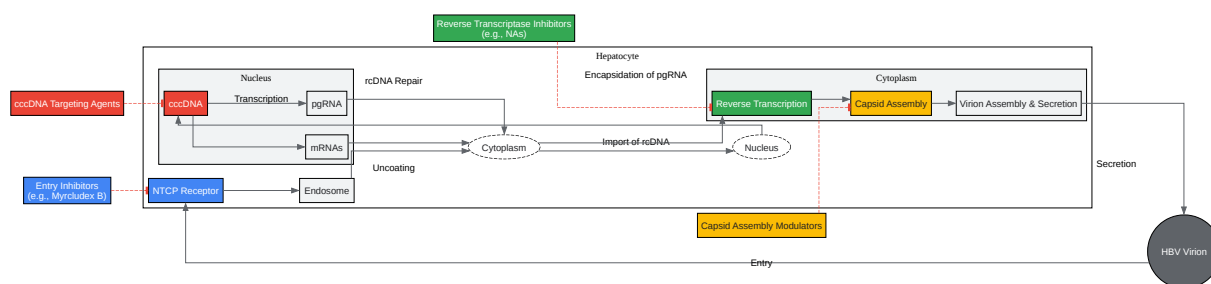 Reverse Transcriptase Inhibitors
(e.g., NAs)
Hepatocyte
Nucleus
rcDNA Repair
Encapsidation of pgRNA
Cytoplasm
cccDNA Targeting Agents
cccDNA
Transcription
pgRNA
Reverse Transcription
Capsid Assembly
Virion Assembly & Secretion
mRNAs
Cytoplasm
Import of rcDNA
Nucleus
Uncoating
Secretion
Entry Inhibitors
(e.g., Myrcludex B)
NTCP Receptor
Endosome
Capsid Assembly Modulators
HBV Virion
Entry